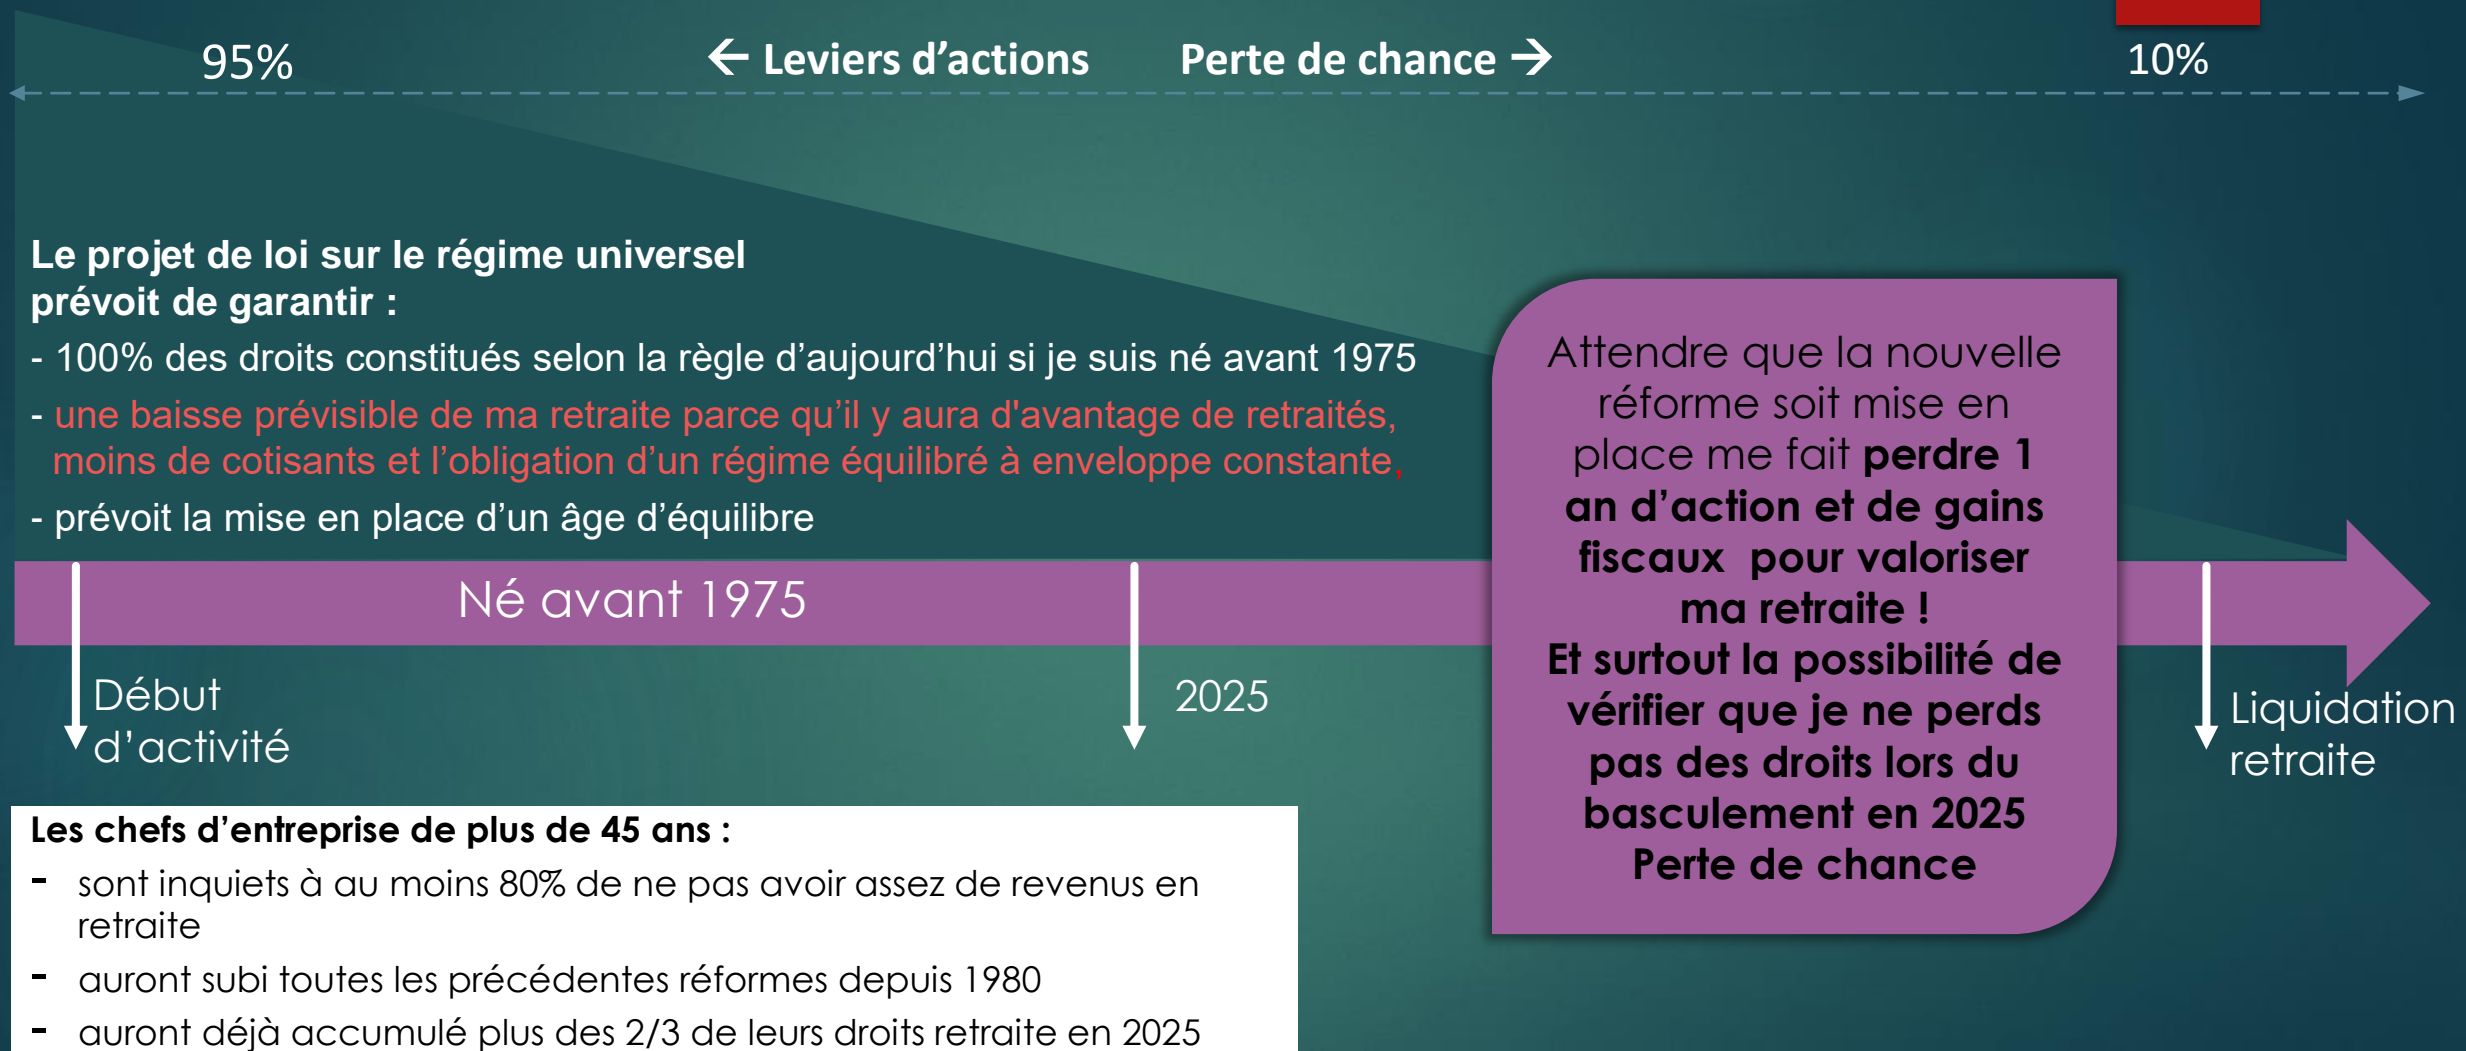 95%
← Leviers d’actions
Perte de chance →
10%
Le projet de loi sur le régime universel
prévoit de garantir :
- 100% des droits constitués selon la règle d’aujourd’hui si je suis né avant 1975
- une baisse prévisible de ma retraite parce qu’il y aura d'avantage de retraités,
moins de cotisants et l’obligation d’un régime équilibré à enveloppe constante,
- prévoit la mise en place d’un âge d’équilibre
Attendre que la nouvelle
réforme soit mise en
place me fait perdre 1
an d’action et de gains
fiscaux pour valoriser
ma retraite !
Et surtout la possibilité de
vérifier que je ne perds
pas des droits lors du
basculement en 2025
Perte de chance
Né avant 1975
Début
d’activité
2025
Liquidation
retraite
Les chefs d’entreprise de plus de 45 ans :
- sont inquiets à au moins 80% de ne pas avoir assez de revenus en
retraite
- auront subi toutes les précédentes réformes depuis 1980
- auront déjà accumulé plus des 2/3 de leurs droits retraite en 2025